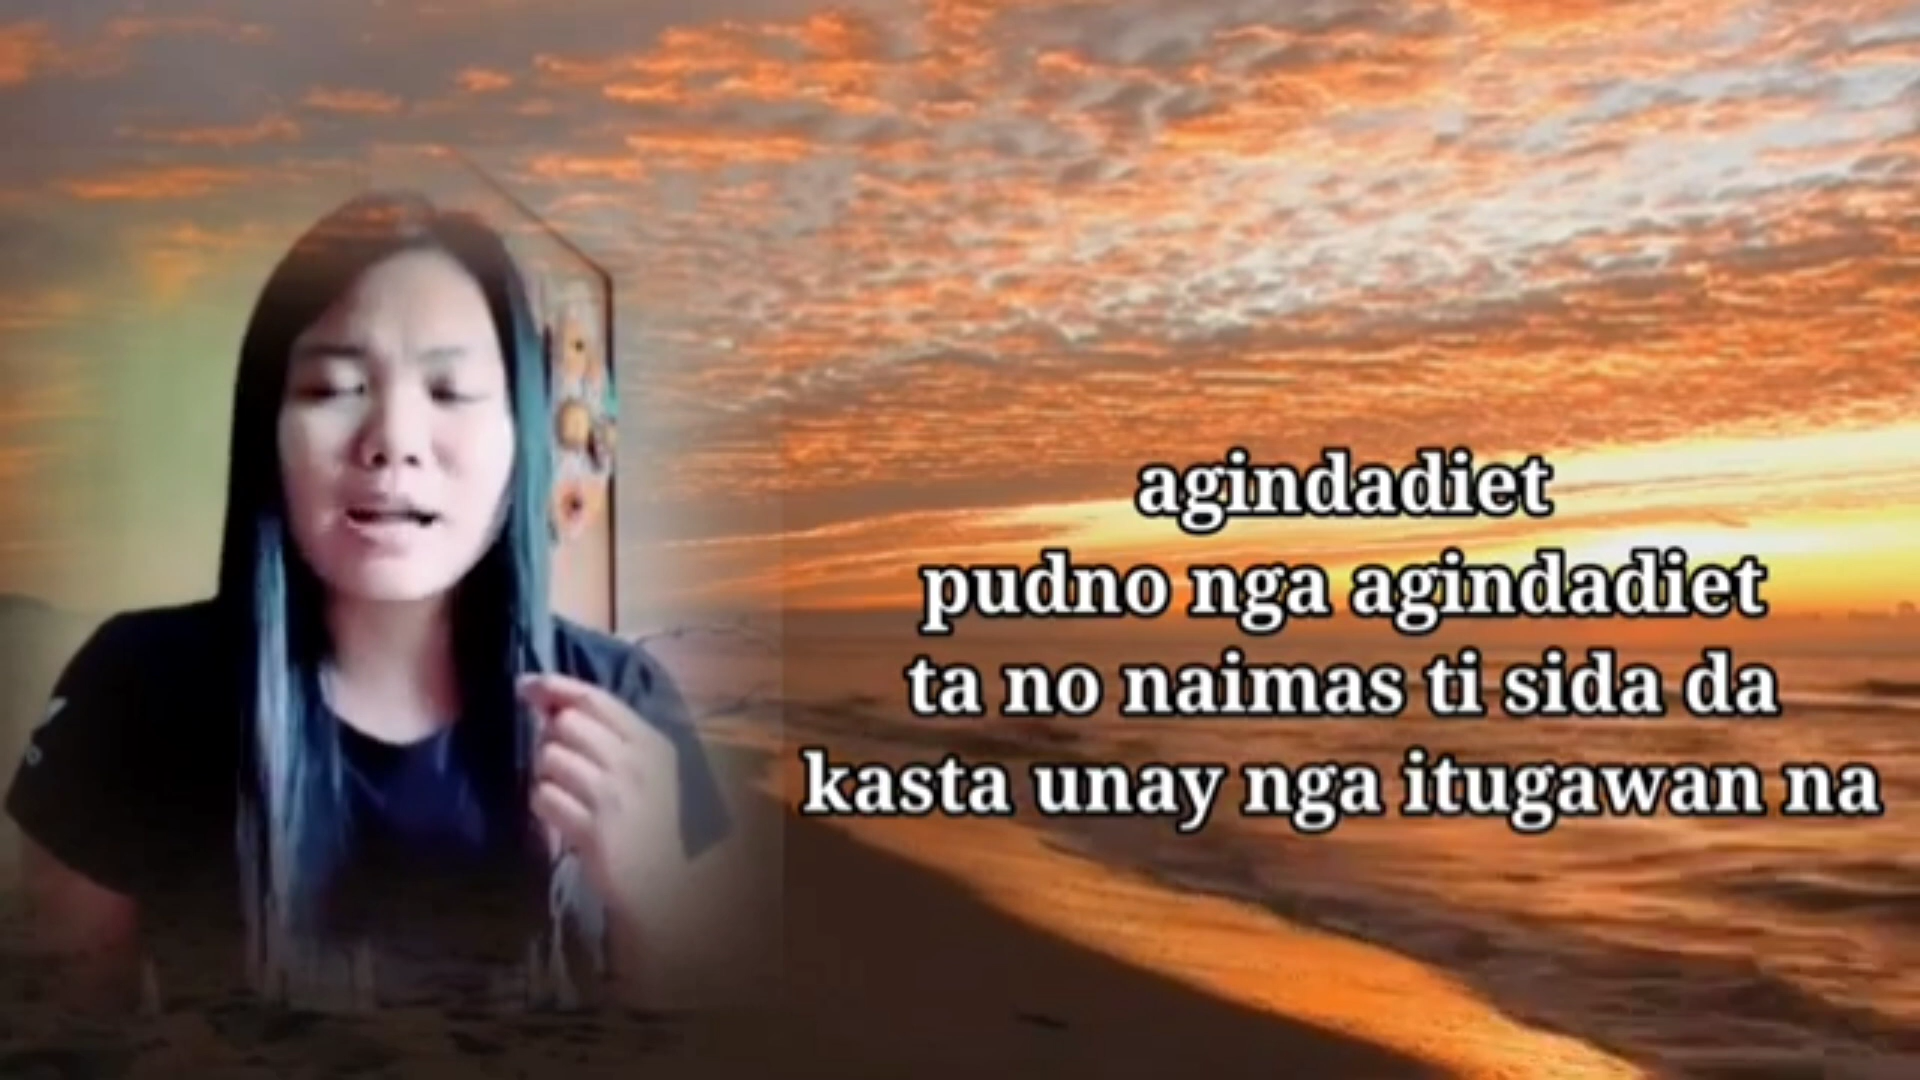 agindadiet
pudno nga agindadiet
ta no naimas ti sida da
kasta unay nga itugawan na